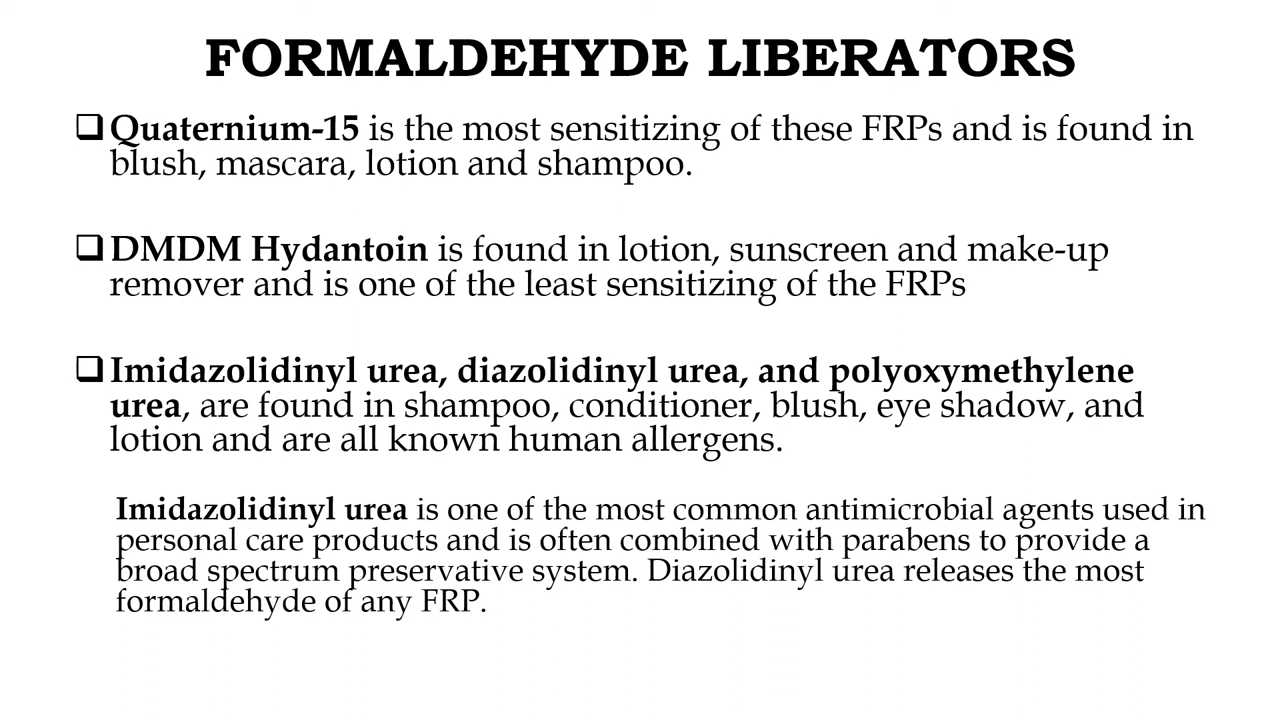 FORMALDEHYDE LIBERATORS
❑Quaternium-15 is the most sensitizing of these FRPs and is found in
blush, mascara, lotion and shampoo.
❑DMDM Hydantoin is found in lotion, sunscreen and make-up
remover and is one of the least sensitizing of the FRPs
❑Imidazolidinyl urea, diazolidinyl urea, and polyoxymethylene
urea, are found in shampoo, conditioner, blush, eye shadow, and
lotion and are all known human allergens.
Imidazolidinyl urea is one of the most common antimicrobial agents used in
personal care products and is often combined with parabens to provide a
broad spectrum preservative system. Diazolidinyl urea releases the most
formaldehyde of any FRP.